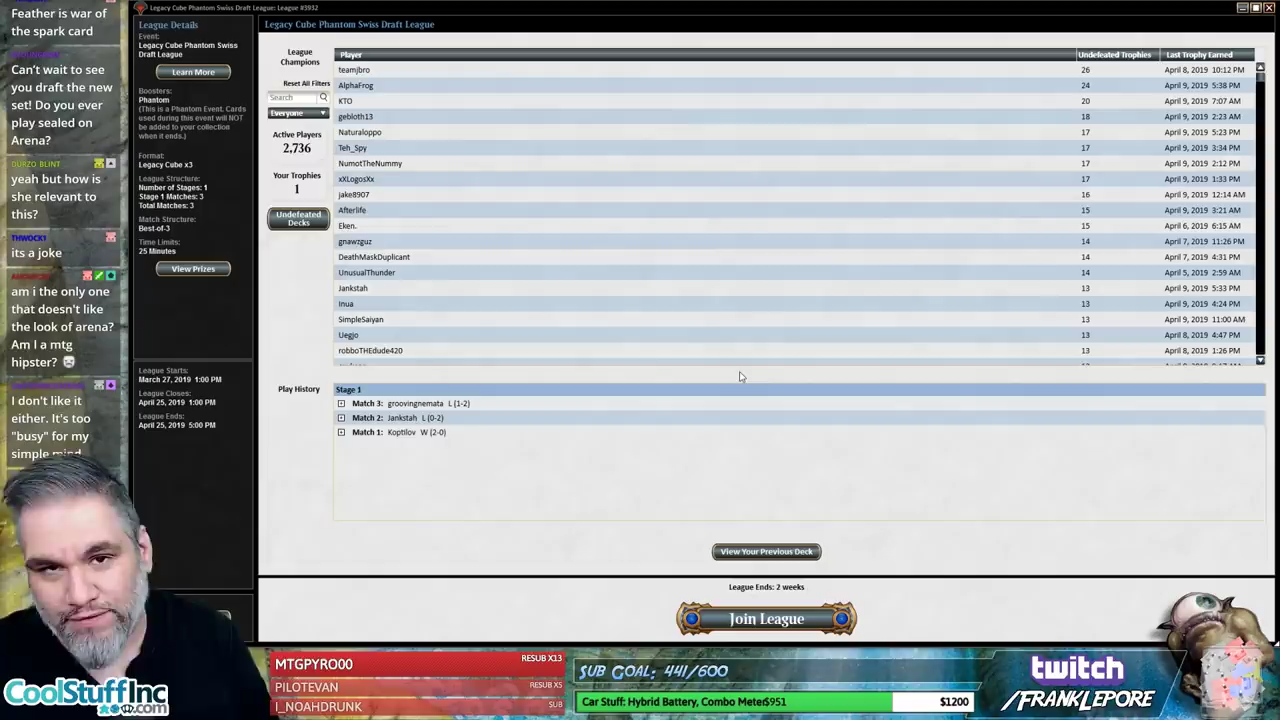 Legacy Cube Phantom Swiss Draft League: League #3932
Father is war of
the spark card
Can't wait to see
you draft the new
set! Do you ever
play sealed on
Arena?
DURZO BLINT
yeah but how is
she relevant to
this?
THWOCK1
its a joke
am i the only one
that doesn't like
the look of arena?
Am I a mtg
hipster?
I don't like it
either. It's too
"busy" for my
simple mind
League Details
Event:
Legacy Cube Phantom Swiss
Draft League
Learn More
Boosters:
Phantom
(This is a Phantom Event. Cards
used during this event will NOT
be added to your collection
when it ends.)
Format:
Legacy Cube x3
League Structure:
Number of Stages: 1
Stage 1 Matches: 3
Total Matches: 3
Match Structure:
Best-of-3
Time Limits:
25 Minutes
View Prizes
League Starts:
March 27, 2019 1:00 PM
League Closes:
April 25, 2019 1:00 PM
League Ends:
April 25, 2019 5:00 PM
Legacy Cube Phantom Swiss Draft League
League
Champions
Reset All Filters
Search
Everyone
Active Players
2,736
Your Trophies
1
Undefeated
Decks
Player Undefeated Trophies Last Trophy Earned
teamjbro 26 April 8, 2019 10:12 PM
AlphaFrog 24 April 9, 2019 5:38 PM
KTO 20 April 9, 2019 7:07 AM
gebloth13 18 April 9, 2019 2:23 AM
Naturaloppo 17 April 9, 2019 5:23 PM
Teh_Spy 17 April 9, 2019 3:34 PM
NumotTheNummy 17 April 9, 2019 2:12 PM
xXLogosXx 17 April 9, 2019 1:33 PM
jake8907 16 April 9, 2019 12:14 AM
Afterlife 15 April 9, 2019 3:21 AM
Eken. 15 April 6, 2019 6:15 AM
gnawzguz 14 April 7, 2019 11:26 PM
DeathMaskDuplicant 14 April 7, 2019 4:31 PM
UnusualThunder 14 April 5, 2019 2:59 AM
Jankstah 13 April 9, 2019 5:33 PM
Inua 13 April 9, 2019 4:24 PM
SimpleSaiyan 13 April 9, 2019 11:00 AM
Uegjo 13 April 8, 2019 4:47 PM
robboTHEdude420 13 April 8, 2019 1:26 PM
Play History
Stage 1
Match 3: groovingnemata L (1-2)
Match 2: Jankstah L (0-2)
Match 1: Koptilov W (2-0)
View Your Previous Deck
League Ends: 2 weeks
Join League
MTGPYRO00 RESUB X13
PILOTEVAN RESUB X5
I_NOAHDRUNK SUB
SUB GOAL: 441/600
Car Stuff: Hybrid Battery, Combo Meter$951 $1200
twitch
/FRANKLEPORE
CoolStuffInc
.com